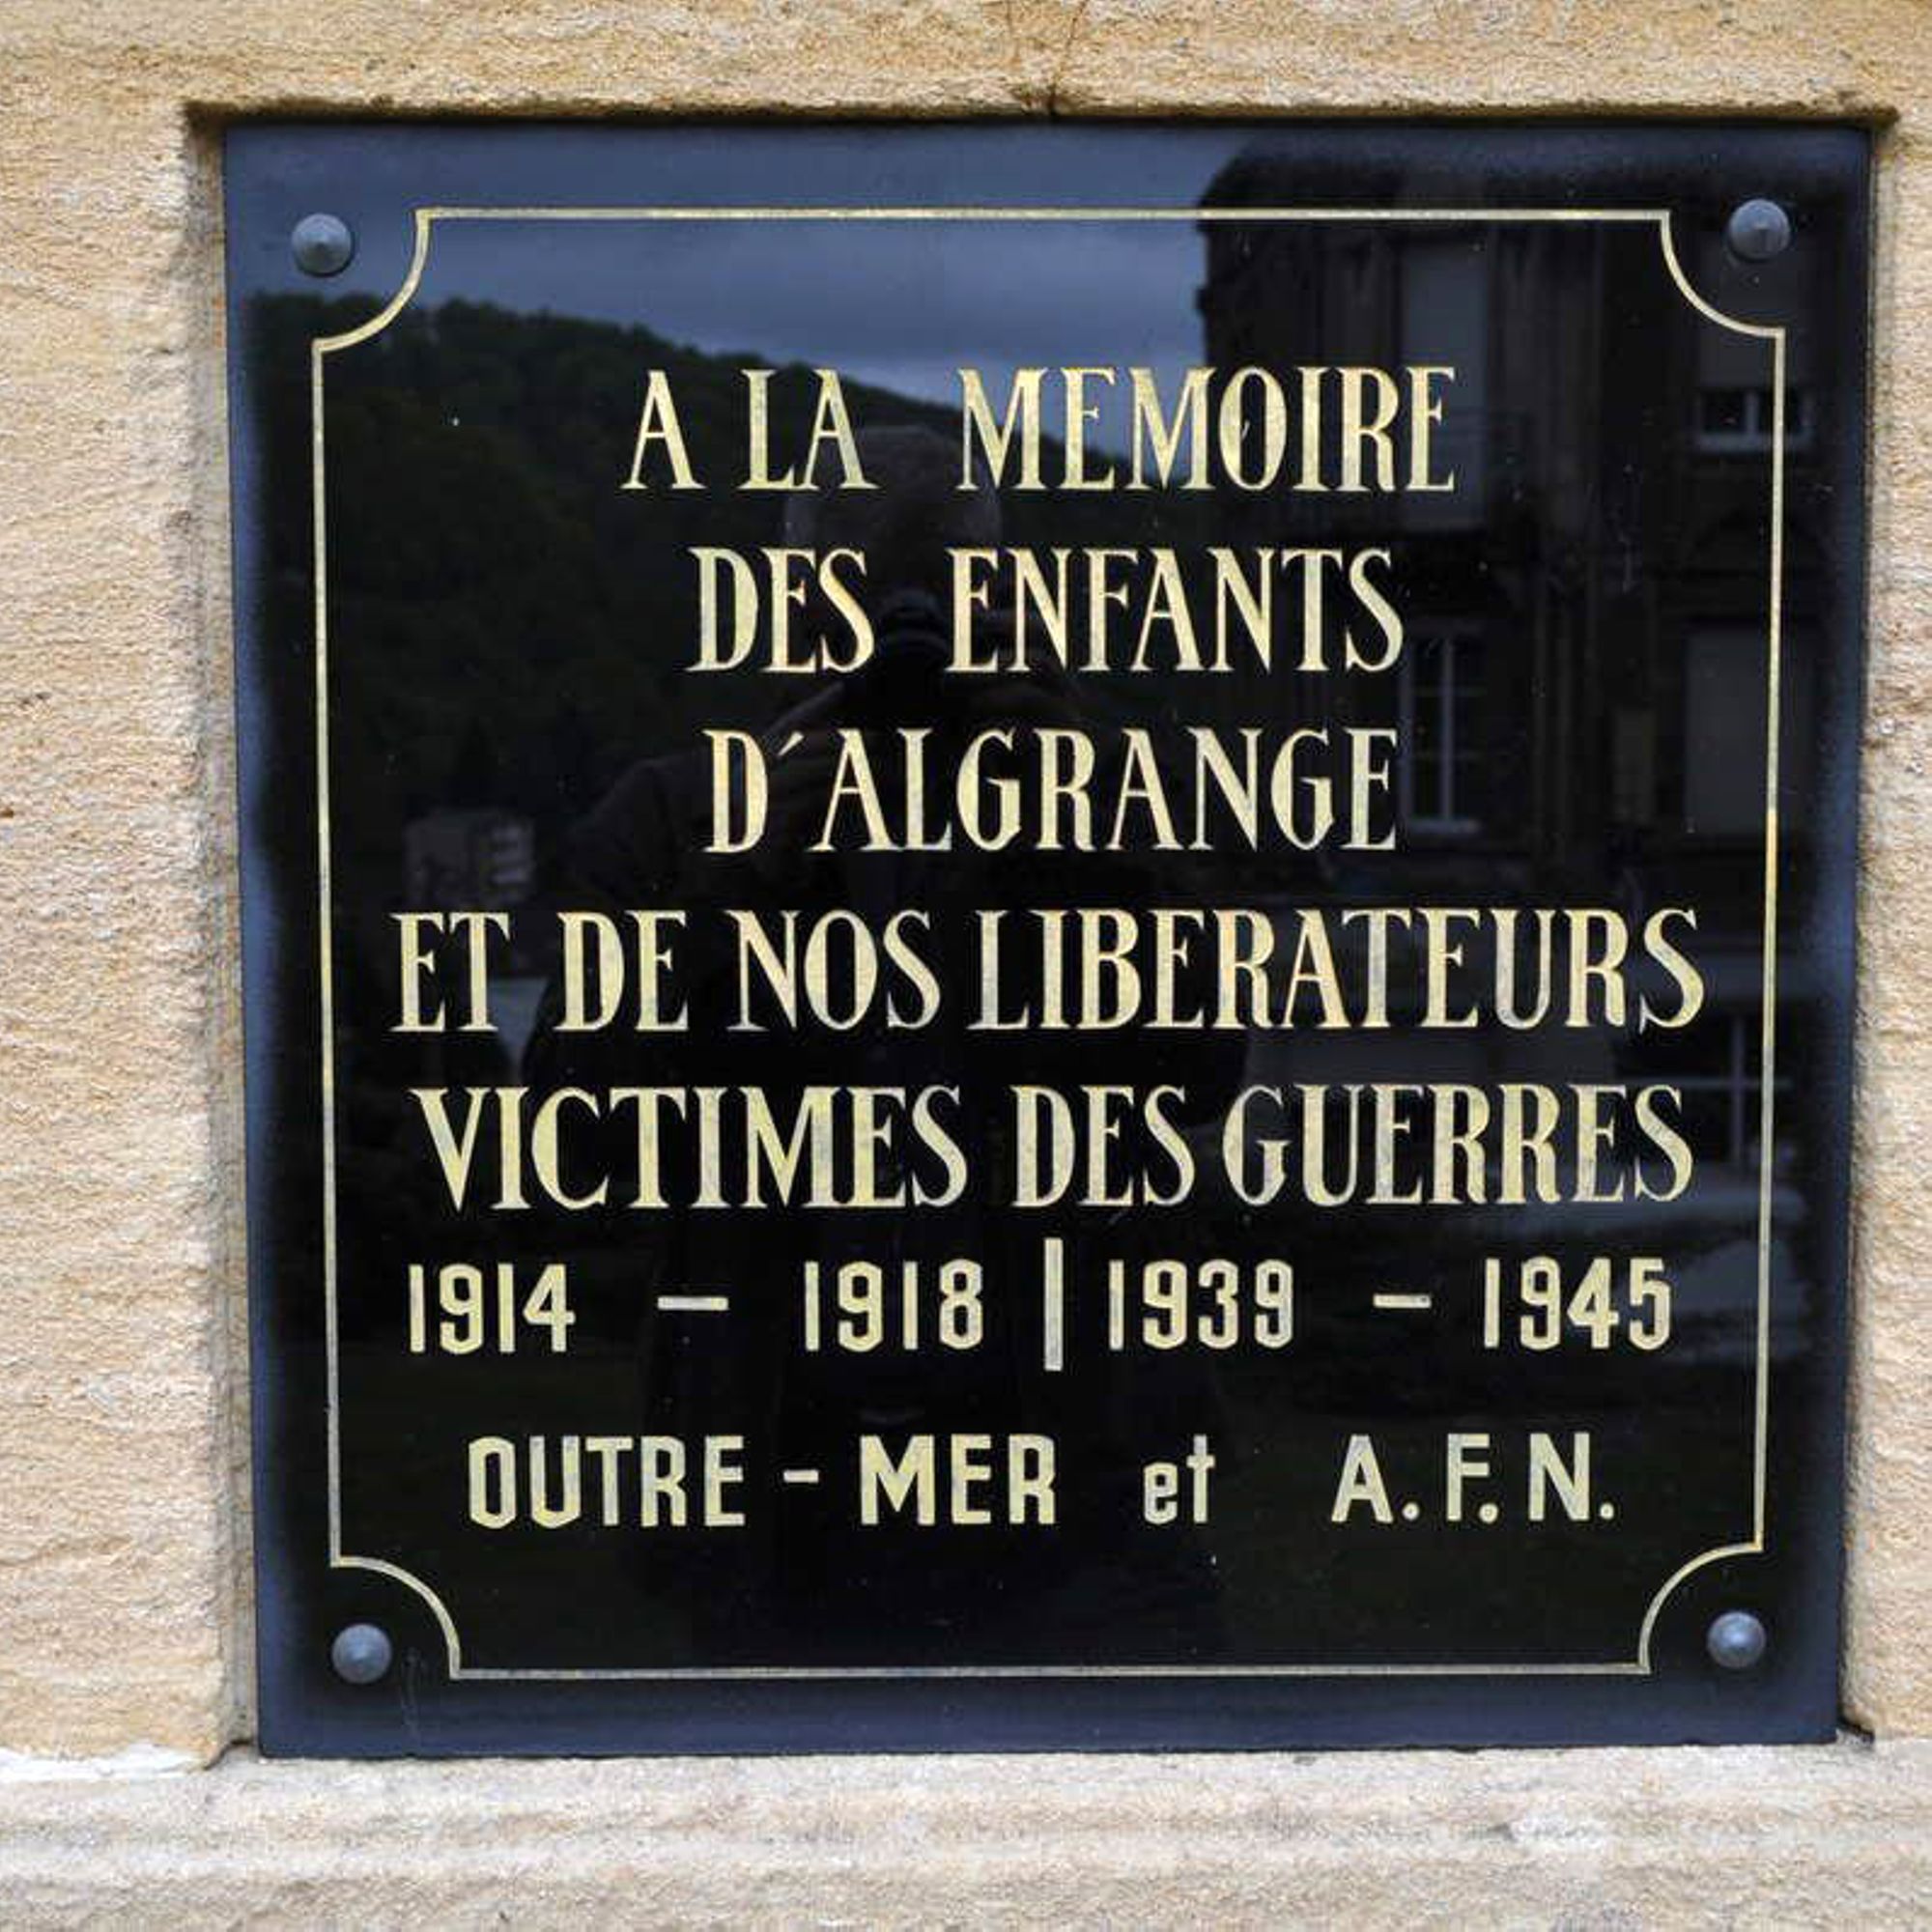 A LA MEMOIRE
DES ENFANTS
D´ALGRANGE
ET DE NOS LIBERATEURS
VICTIMES DES GUERRES
1914 - 1918 | 1939 - 1945
OUTRE - MER et A.F.N.